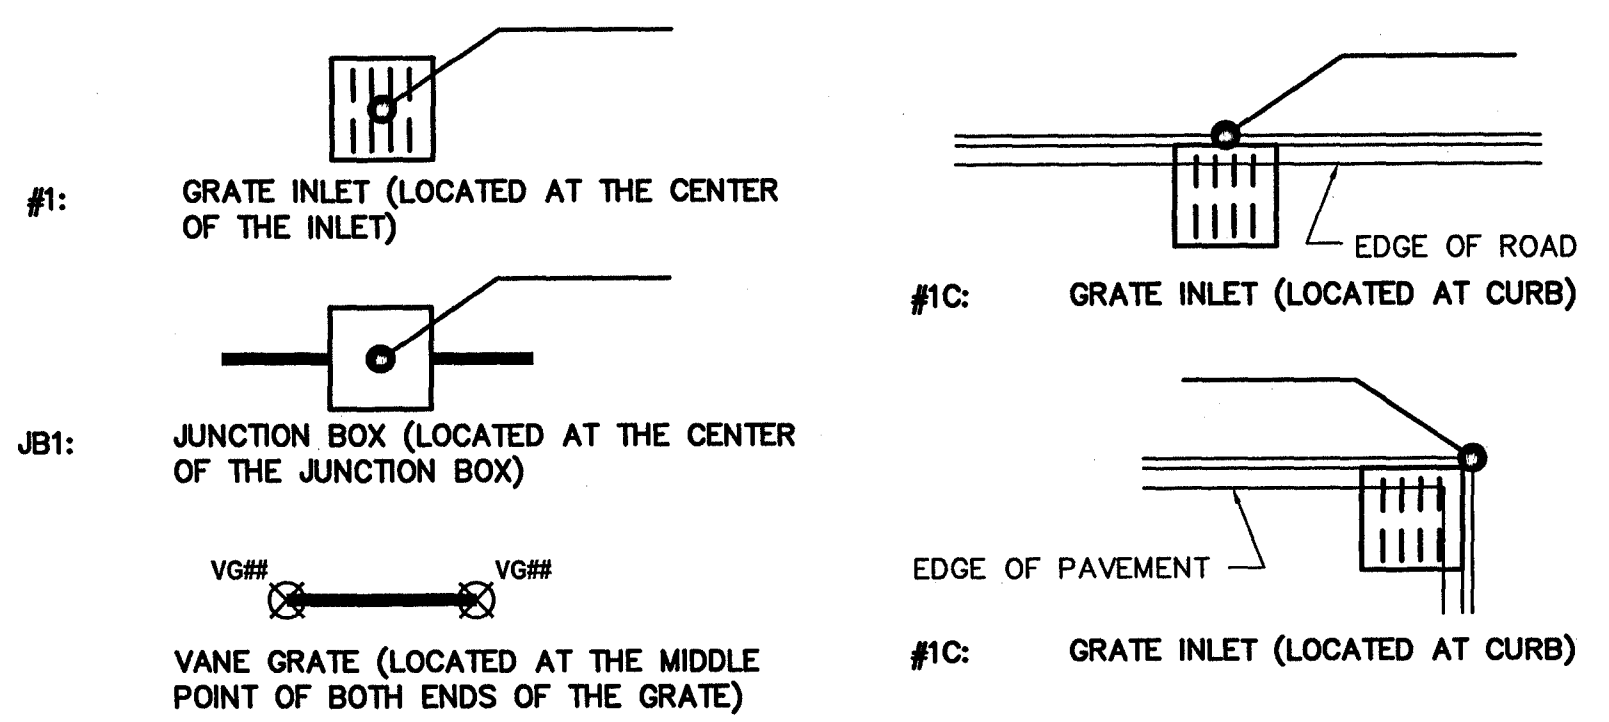 #1: GRATE INLET (LOCATED AT THE CENTER
OF THE INLET)
JB1: JUNCTION BOX (LOCATED AT THE CENTER
OF THE JUNCTION BOX)
VG## VG##
VANE GRATE (LOCATED AT THE MIDDLE
POINT OF BOTH ENDS OF THE GRATE)
EDGE OF ROAD
#1C: GRATE INLET (LOCATED AT CURB)
EDGE OF PAVEMENT
#1C: GRATE INLET (LOCATED AT CURB)